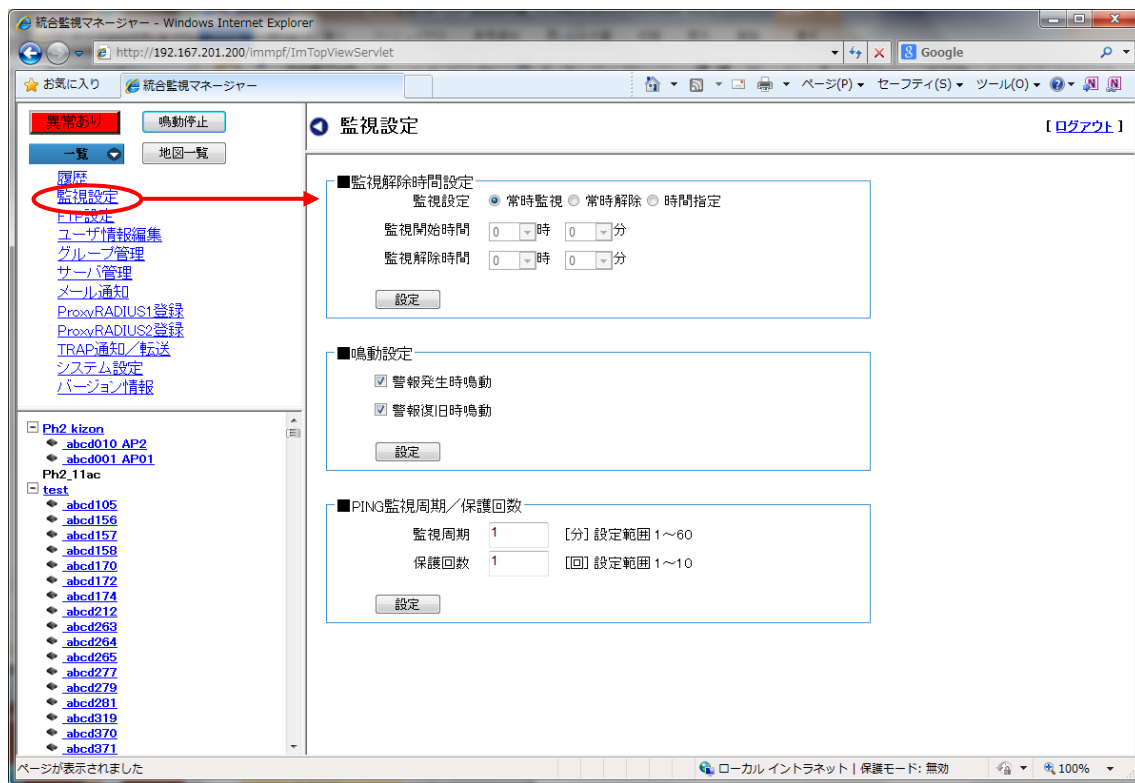 統合監視マネージャー - Windows Internet Explorer
http://192.167.201.200/immpf/ImTopViewServlet
Google
お気に入り
統合監視マネージャー
ページ(P)
セーフティ(S)
ツール(O)
異常あり
鳴動停止
一覧
地図一覧
履歴
監視設定
FTP設定
ユーザ情報編集
グループ管理
サーバ管理
メール通知
ProxyRADIUS1登録
ProxyRADIUS2登録
TRAP通知／転送
システム設定
バージョン情報
Ph2 kizon
abcd010 AP2
abcd001 AP01
Ph2_11ac
test
abcd105
abcd156
abcd157
abcd158
abcd170
abcd172
abcd174
abcd212
abcd263
abcd264
abcd265
abcd277
abcd279
abcd281
abcd319
abcd370
abcd371
監視設定
[ ログアウト ]
■監視解除時間設定
監視設定 常時監視 常時解除 時間指定
監視開始時間 0 時 0 分
監視解除時間 0 時 0 分
設定
■鳴動設定
警報発生時鳴動
警報復旧時鳴動
設定
■PING監視周期／保護回数
監視周期 1 [分] 設定範囲 1～60
保護回数 1 [回] 設定範囲 1～10
設定
ページが表示されました
ローカル イントラネット | 保護モード: 無効
100%